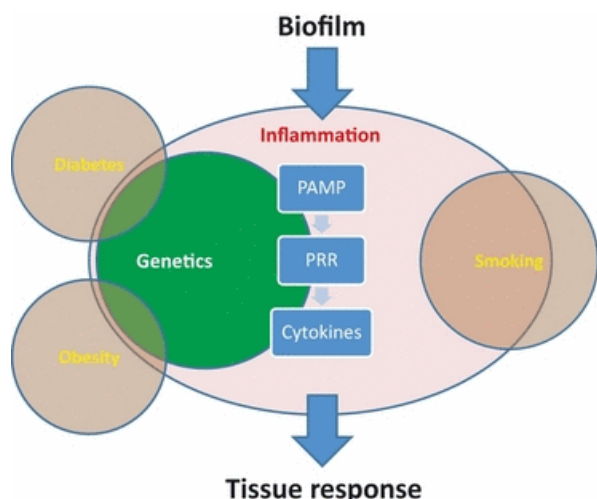 Biofilm
Inflammation
Diabetes
PAMP
Genetics
PRR
Smoking
Cytokines
Obesity
Tissue response